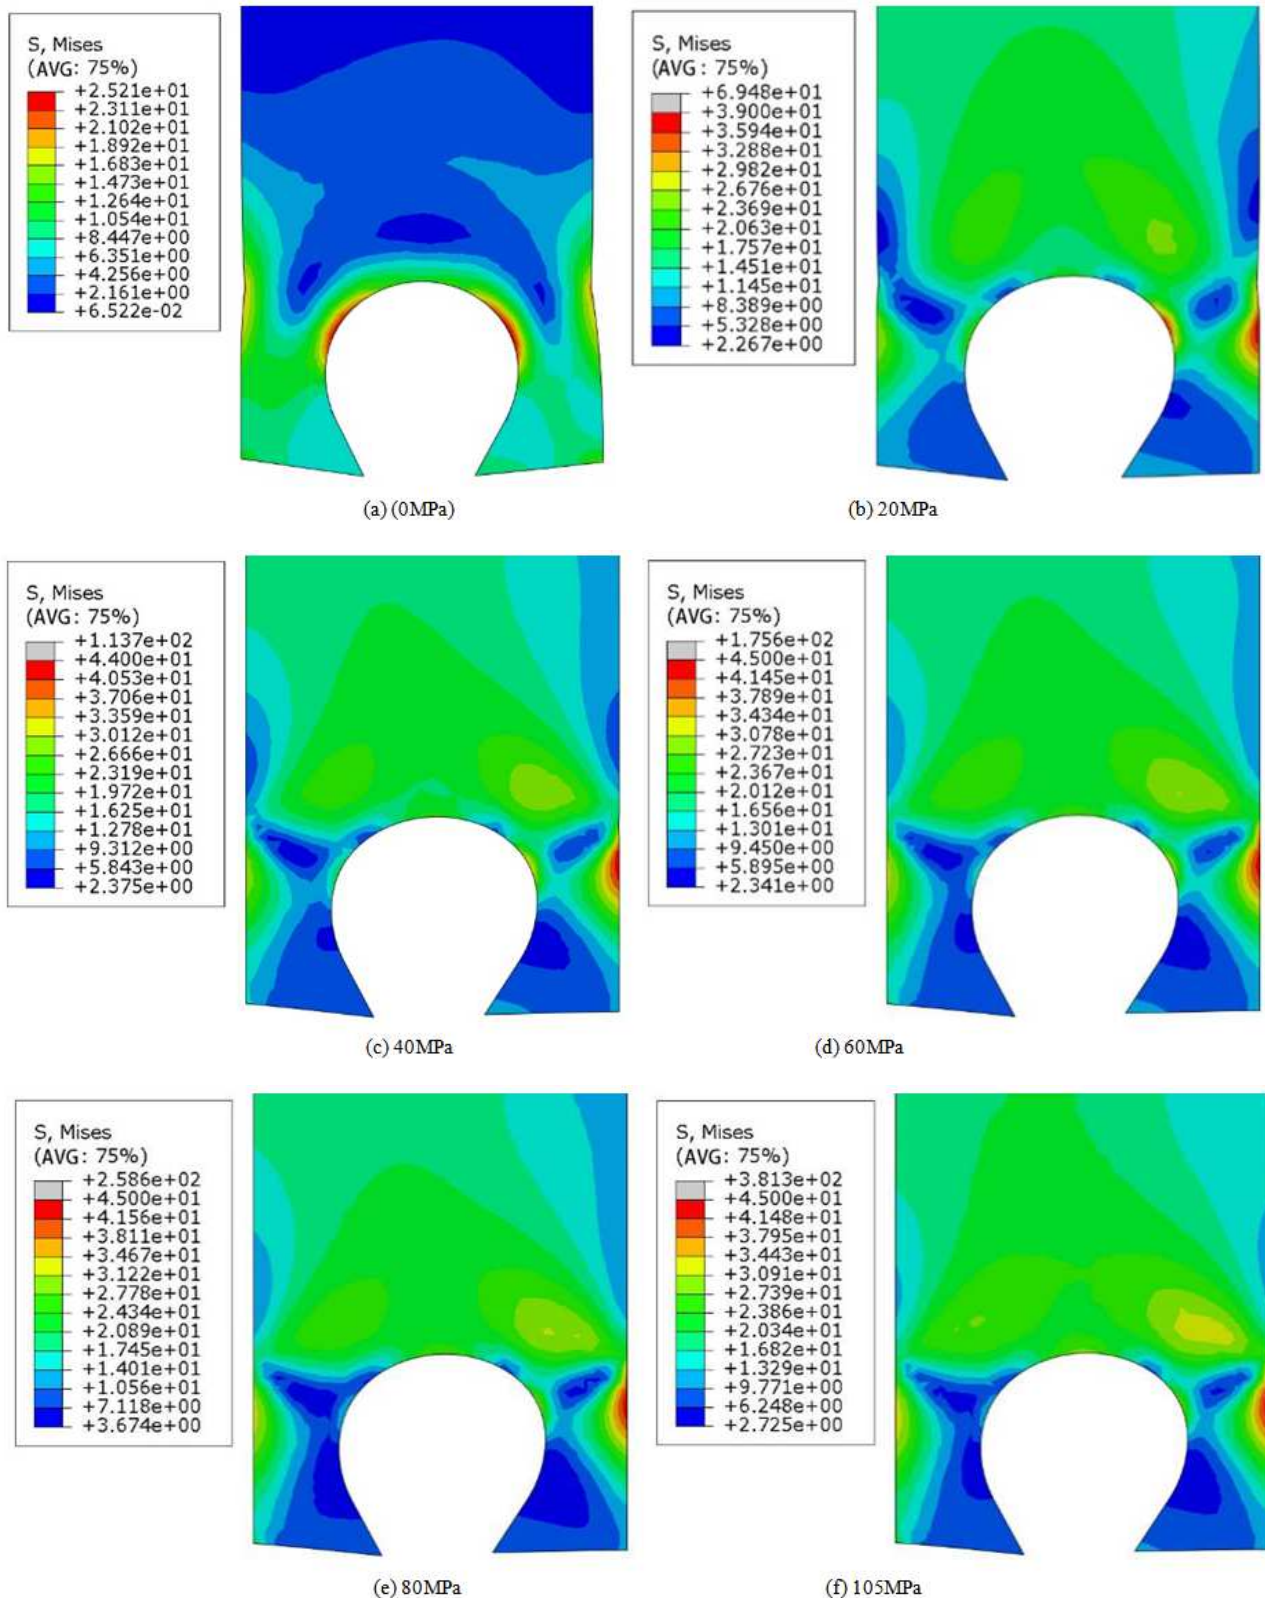 S, Mises
(AVG: 75%)
+2.521e+01
+2.311e+01
+2.102e+01
+1.892e+01
+1.683e+01
+1.473e+01
+1.264e+01
+1.054e+01
+8.447e+00
+6.351e+00
+4.256e+00
+2.161e+00
+6.522e-02
(a) (0MPa)
S, Mises
(AVG: 75%)
+6.948e+01
+3.900e+01
+3.594e+01
+3.288e+01
+2.982e+01
+2.676e+01
+2.369e+01
+2.063e+01
+1.757e+01
+1.451e+01
+1.145e+01
+8.389e+00
+5.328e+00
+2.267e+00
(b) 20MPa
S, Mises
(AVG: 75%)
+1.137e+02
+4.400e+01
+4.053e+01
+3.706e+01
+3.359e+01
+3.012e+01
+2.666e+01
+2.319e+01
+1.972e+01
+1.625e+01
+1.278e+01
+9.312e+00
+5.843e+00
+2.375e+00
(c) 40MPa
S, Mises
(AVG: 75%)
+1.756e+02
+4.500e+01
+4.145e+01
+3.789e+01
+3.434e+01
+3.078e+01
+2.723e+01
+2.367e+01
+2.012e+01
+1.656e+01
+1.301e+01
+9.450e+00
+5.895e+00
+2.341e+00
(d) 60MPa
S, Mises
(AVG: 75%)
+2.586e+02
+4.500e+01
+4.156e+01
+3.811e+01
+3.467e+01
+3.122e+01
+2.778e+01
+2.434e+01
+2.089e+01
+1.745e+01
+1.401e+01
+1.056e+01
+7.118e+00
+3.674e+00
(e) 80MPa
S, Mises
(AVG: 75%)
+3.813e+02
+4.500e+01
+4.148e+01
+3.795e+01
+3.443e+01
+3.091e+01
+2.739e+01
+2.386e+01
+2.034e+01
+1.682e+01
+1.329e+01
+9.771e+00
+6.248e+00
+2.725e+00
(f) 105MPa